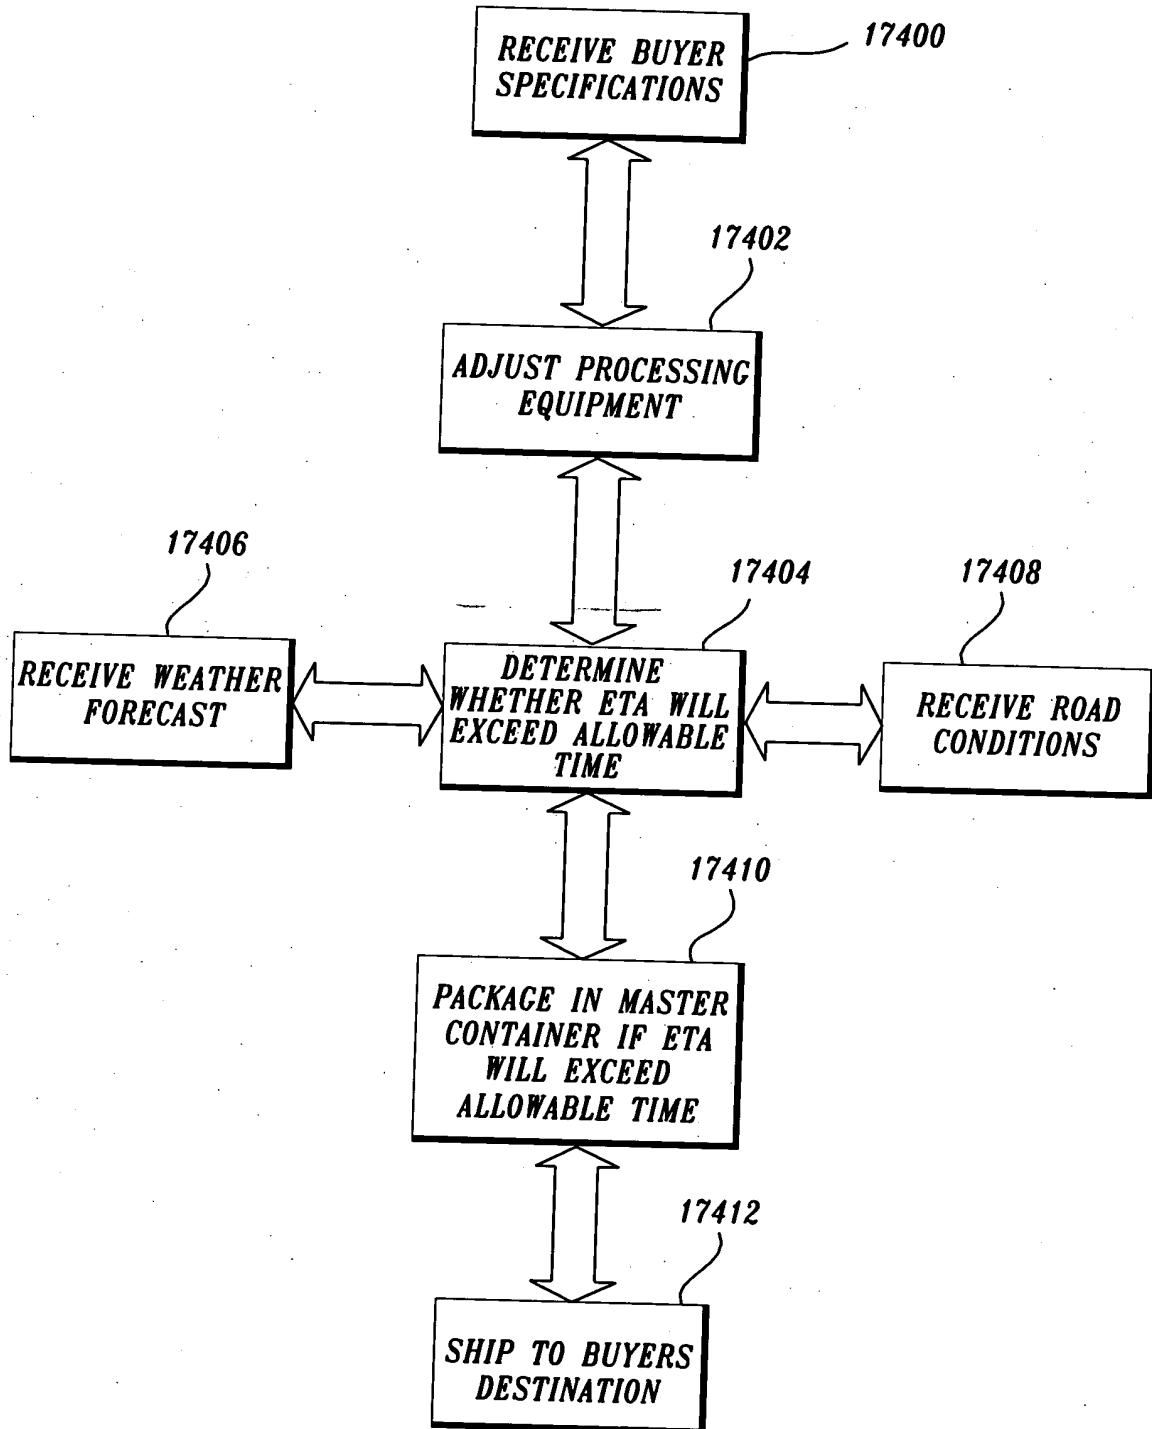 17400
RECEIVE BUYER
SPECIFICATIONS
17402
ADJUST PROCESSING
EQUIPMENT
17406
RECEIVE WEATHER
FORECAST
17404
DETERMINE
WHETHER ETA WILL
EXCEED ALLOWABLE
TIME
17408
RECEIVE ROAD
CONDITIONS
17410
PACKAGE IN MASTER
CONTAINER IF ETA
WILL EXCEED
ALLOWABLE TIME
17412
SHIP TO BUYERS
DESTINATION